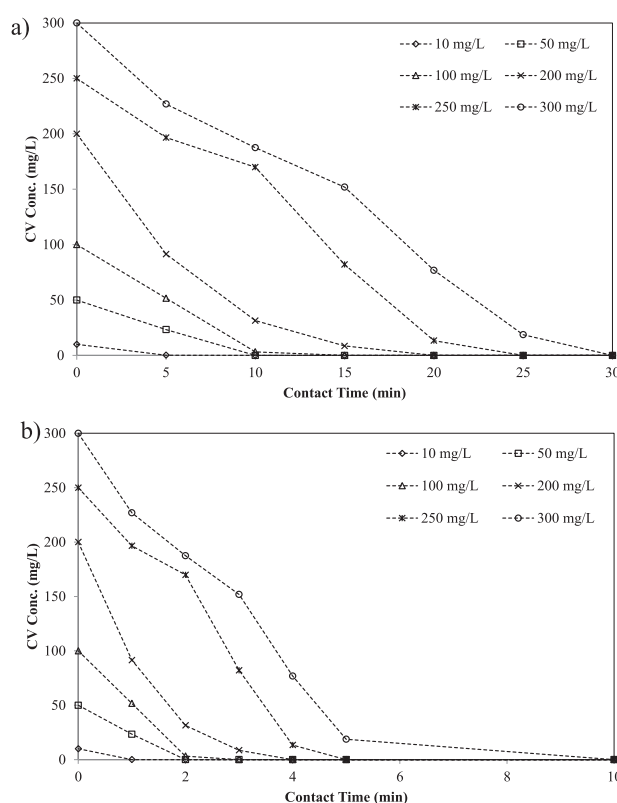 a)
300
250
200
150
100
50
0
CV Conc. (mg/L)
10 mg/L 50 mg/L
100 mg/L 200 mg/L
250 mg/L 300 mg/L
0 5 10 15 20 25 30
Contact Time (min)
b)
300
250
200
150
100
50
0
CV Conc. (mg/L)
10 mg/L 50 mg/L
100 mg/L 200 mg/L
250 mg/L 300 mg/L
0 2 4 6 8 10
Contact Time (min)